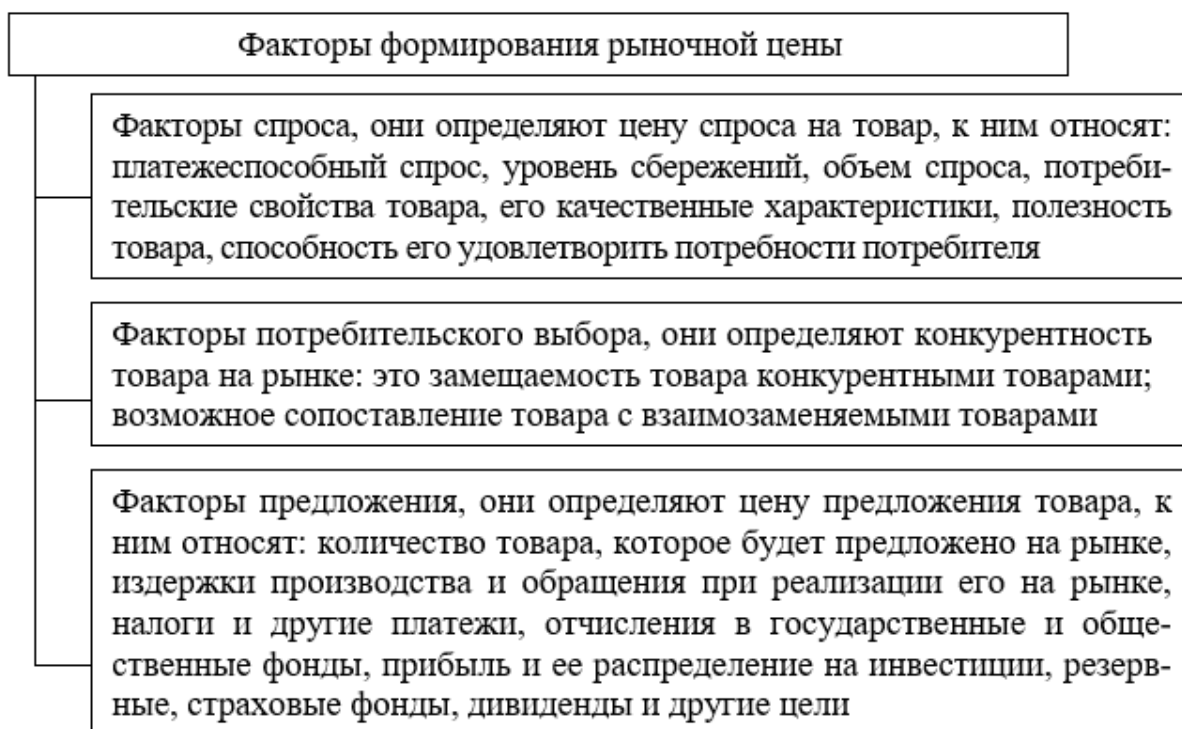 Факторы формирования рыночной цены
Факторы спроса, они определяют цену спроса на товар, к ним относят:
платежеспособный спрос, уровень сбережений, объем спроса, потреби-
тельские свойства товара, его качественные характеристики, полезность
товара, способность его удовлетворить потребности потребителя
Факторы потребительского выбора, они определяют конкурентность
товара на рынке: это замещаемость товара конкурентными товарами;
возможное сопоставление товара с взаимозаменяемыми товарами
Факторы предложения, они определяют цену предложения товара, к
ним относят: количество товара, которое будет предложено на рынке,
издержки производства и обращения при реализации его на рынке,
налоги и другие платежи, отчисления в государственные и обще-
ственные фонды, прибыль и ее распределение на инвестиции, резерв-
ные, страховые фонды, дивиденды и другие цели